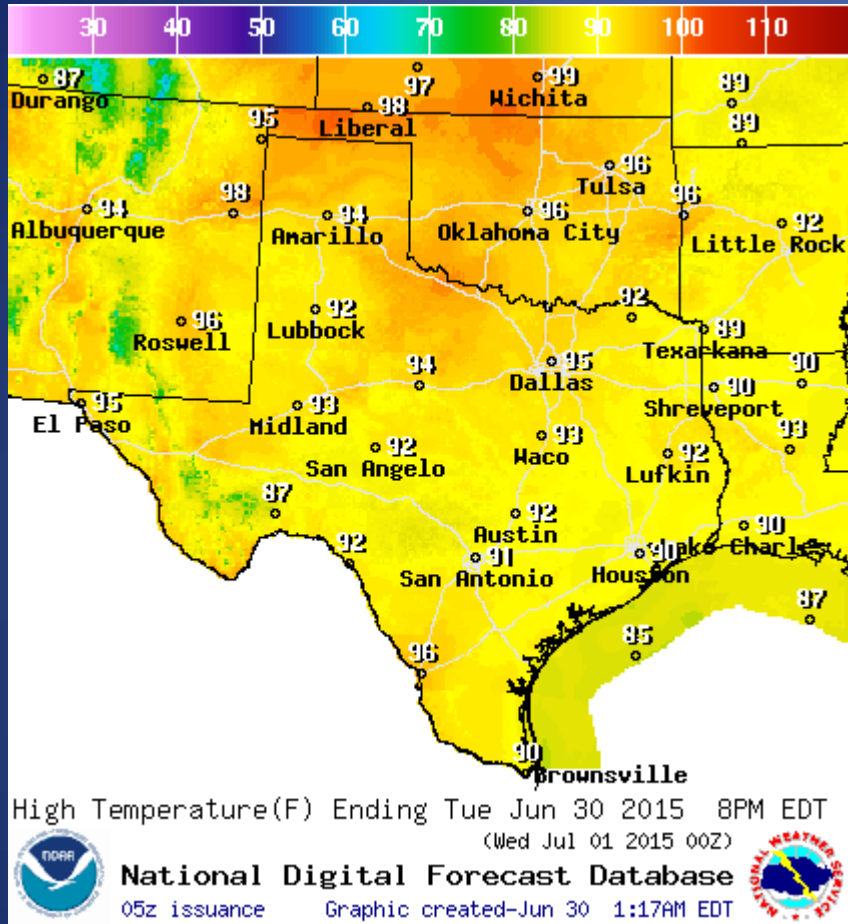 30 40 50 60 70 80 90 100 110
87
Durango
97
99
Wichita
98
Liberal
95
89
89
96
Tulsa
94
Albuquerque
98
94
Amarillo
96
Oklahoma City
96
92
Little Rock
96
Roswell
92
Lubbock
92
89
Texarkana
95
Dallas
94
90
90
Shreveport
95
El Paso
93
Midland
92
San Angelo
93
Waco
92
Lufkin
93
87
92
Austin
90
Lake Charles
92
91
San Antonio
90
Houston
87
85
96
90
Brownsville
High Temperature(F) Ending Tue Jun 30 2015 8PM EDT
(Wed Jul 01 2015 00Z)
NOAA
National Digital Forecast Database
05z issuance Graphic created-Jun 30 1:17AM EDT
NATIONAL WEATHER SERVICE